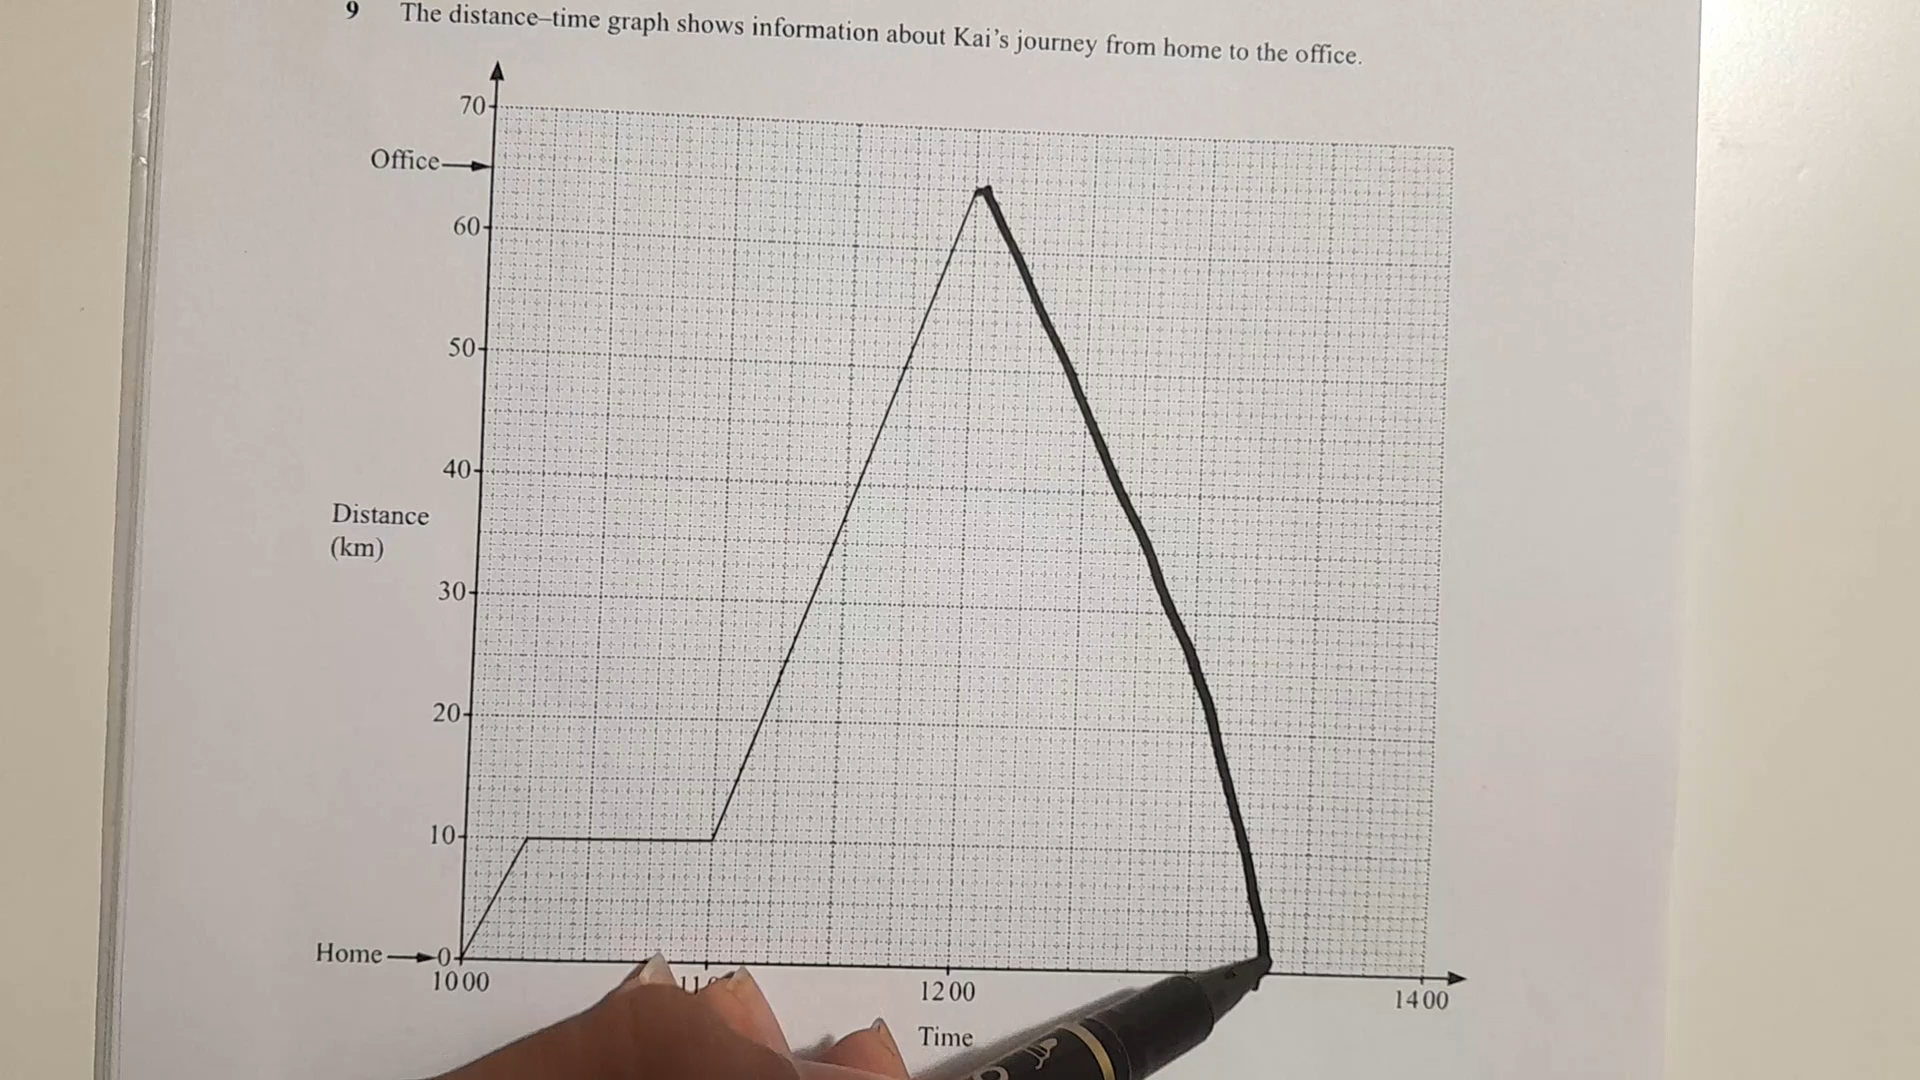 9 The distance–time graph shows information about Kai's journey from home to the office.
70
Office
60
50
40
Distance
(km)
30
20
10
Home 0
10 00
12 00
14 00
Time